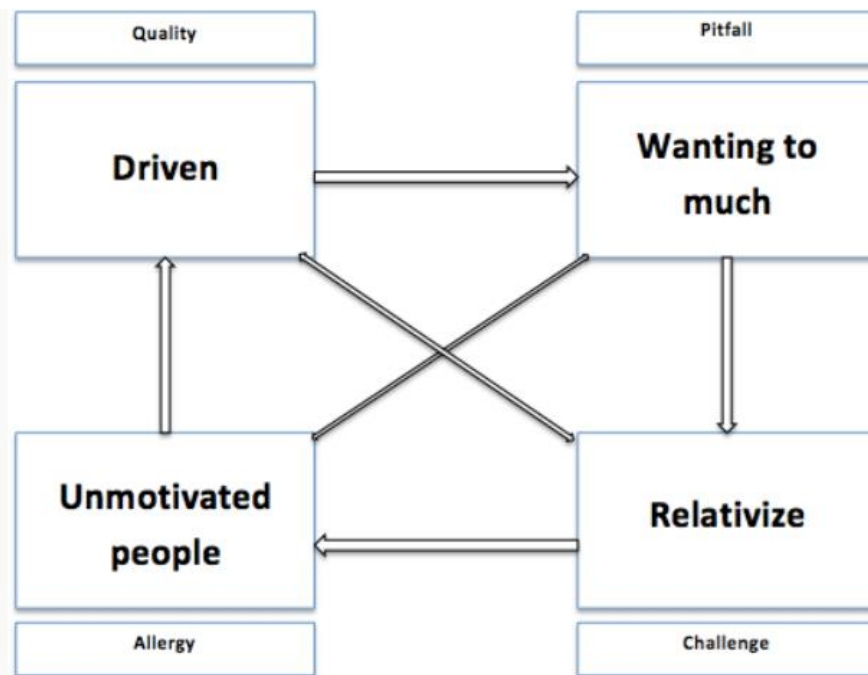 Quality
Pitfall
Driven
Wanting to
much
Unmotivated
people
Relativize
Allergy
Challenge